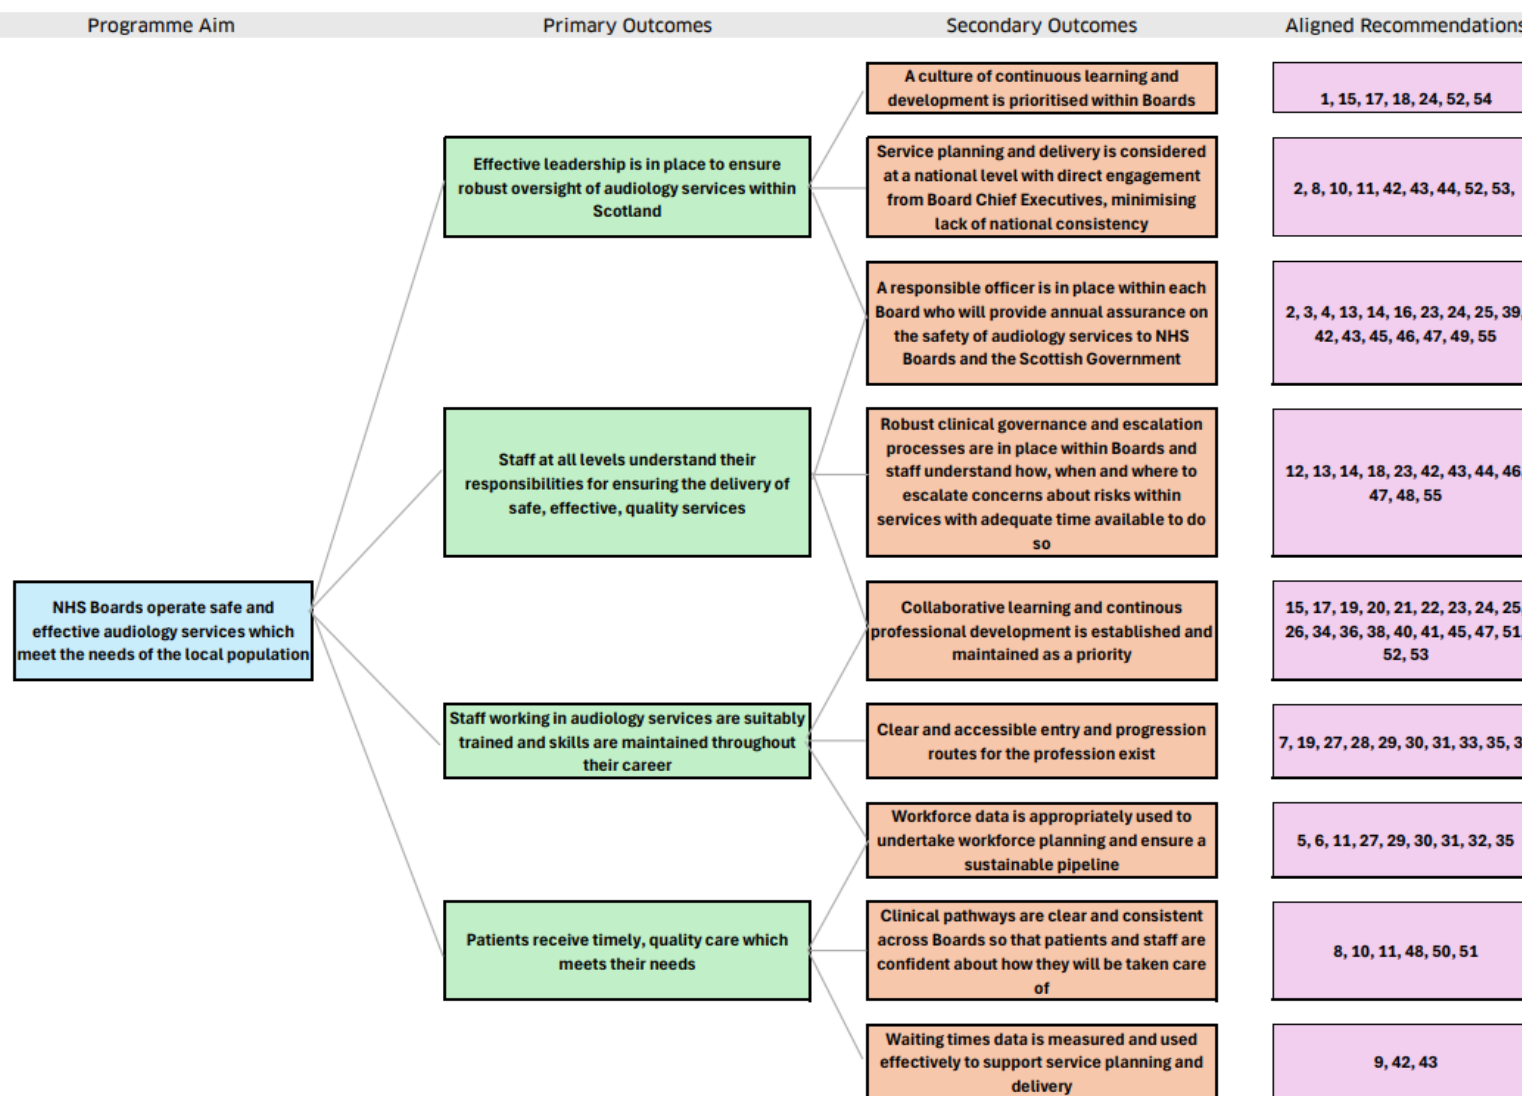 Programme Aim
Primary Outcomes
Secondary Outcomes
Aligned Recommendations
A culture of continuous learning and
development is prioritised within Boards
1, 15, 17, 18, 24, 52, 54
Effective leadership is in place to ensure
robust oversight of audiology services within
Scotland
Service planning and delivery is considered
at a national level with direct engagement
from Board Chief Executives, minimising
lack of national consistency
2, 8, 10, 11, 42, 43, 44, 52, 53,
A responsible officer is in place within each
Board who will provide annual assurance on
the safety of audiology services to NHS
Boards and the Scottish Government
2, 3, 4, 13, 14, 16, 23, 24, 25, 39,
42, 43, 45, 46, 47, 49, 55
Staff at all levels understand their
responsibilities for ensuring the delivery of
safe, effective, quality services
Robust clinical governance and escalation
processes are in place within Boards and
staff understand how, when and where to
escalate concerns about risks within
services with adequate time available to do
so
12, 13, 14, 18, 23, 42, 43, 44, 46,
47, 48, 55
NHS Boards operate safe and
effective audiology services which
meet the needs of the local population
Collaborative learning and continous
professional development is established and
maintained as a priority
15, 17, 19, 20, 21, 22, 23, 24, 25,
26, 34, 36, 38, 40, 41, 45, 47, 51,
52, 53
Staff working in audiology services are suitably
trained and skills are maintained throughout
their career
Clear and accessible entry and progression
routes for the profession exist
7, 19, 27, 28, 29, 30, 31, 33, 35,
Workforce data is appropriately used to
undertake workforce planning and ensure a
sustainable pipeline
5, 6, 11, 27, 29, 30, 31, 32, 35
Patients receive timely, quality care which
meets their needs
Clinical pathways are clear and consistent
across Boards so that patients and staff are
confident about how they will be taken care
of
8, 10, 11, 48, 50, 51
Waiting times data is measured and used
effectively to support service planning and
delivery
9, 42, 43